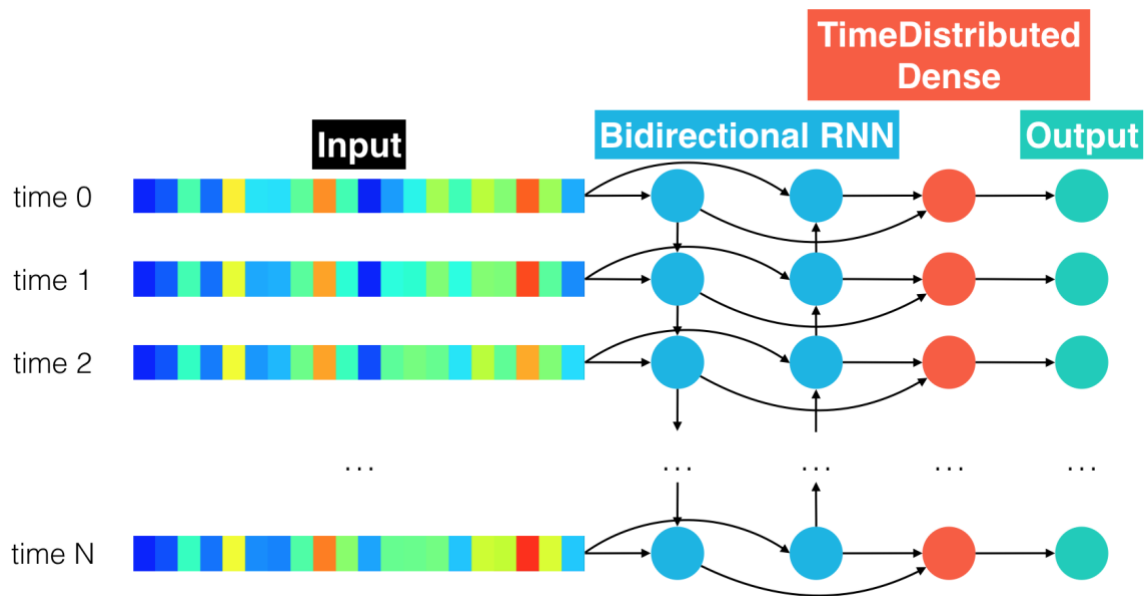 TimeDistributed
Dense
Input
Bidirectional RNN
Output
time 0
time 1
time 2
... ... ... ... ...
time N